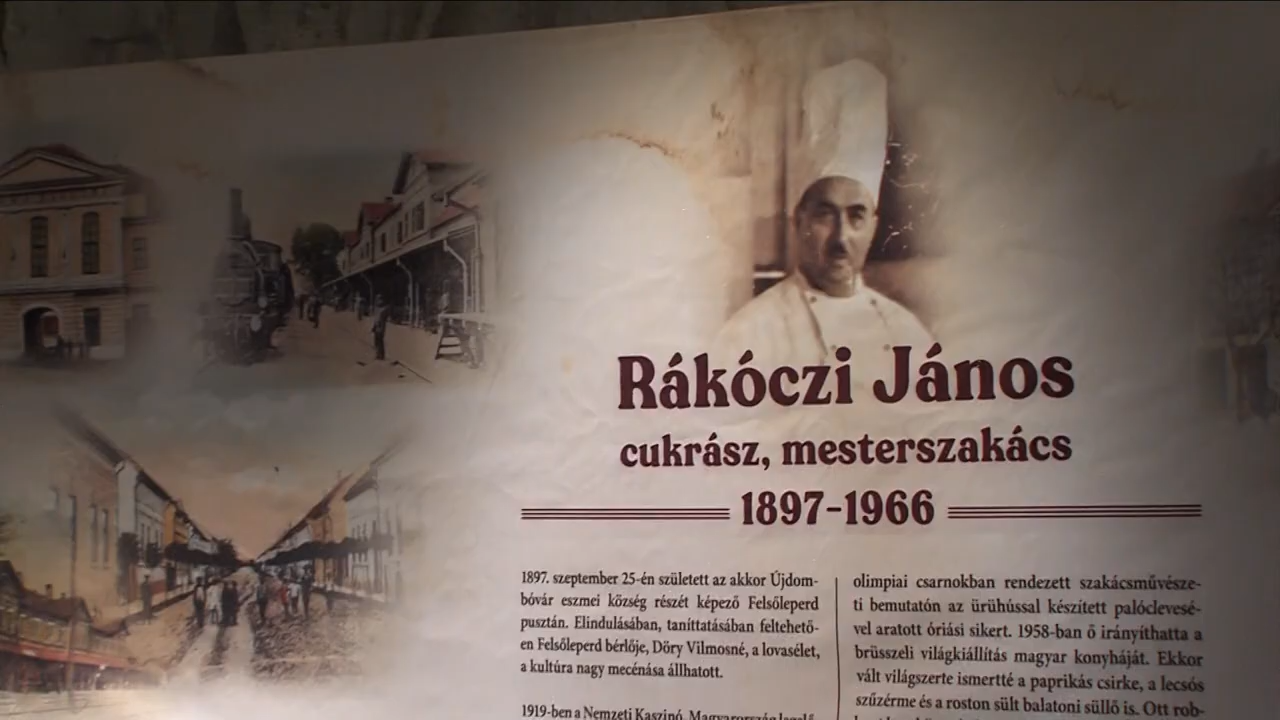 Rákóczi János
cukrász, mesterszakács
1897-1966
1897. szeptember 25-én született az akkor Újdom-
bóvár eszmei község részét képező Felsőleperd
pusztán. Elindulásában, taníttatásában feltehető-
en Felsőleperd bérlője, Döry Vilmosné, a lovasélet,
a kultúra nagy mecénása állhatott.
1919-ben a Nemzeti Kaszinó, Magyarország
olimpiai csarnokban rendezett szakácsművésze-
ti bemutatón az ürühússal készített palóclevesé-
vel aratott óriási sikert. 1958-ban ő irányíthatta a
brüsszeli világkiállítás magyar konyháját. Ekkor
vált világszerte ismertté a paprikás csirke, a lecsós
szűzérme és a roston sült balatoni süllő is. Ott rob-